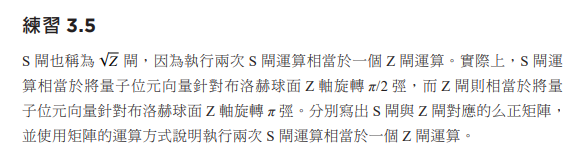 練習 3.5
S 閘也稱為 √Z 閘，因為執行兩次 S 閘運算相當於一個 Z 閘運算。實際上，S 閘運
算相當於將量子位元向量針對布洛赫球面 Z 軸旋轉 π/2 弳，而 Z 閘則相當於將量
子位元向量針對布洛赫球面 Z 軸旋轉 π 弳。分別寫出 S 閘與 Z 閘對應的么正矩陣，
並使用矩陣的運算方式說明執行兩次 S 閘運算相當於一個 Z 閘運算。